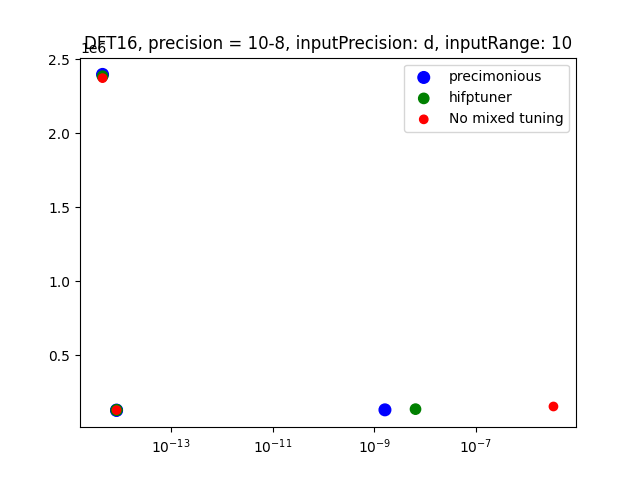 DFT16, precision = 10-8, inputPrecision: d, inputRange: 10
1e6
2.5
2.0
1.5
1.0
0.5
precimonious
hifptuner
No mixed tuning
10⁻¹³ 10⁻¹¹ 10⁻⁹ 10⁻⁷